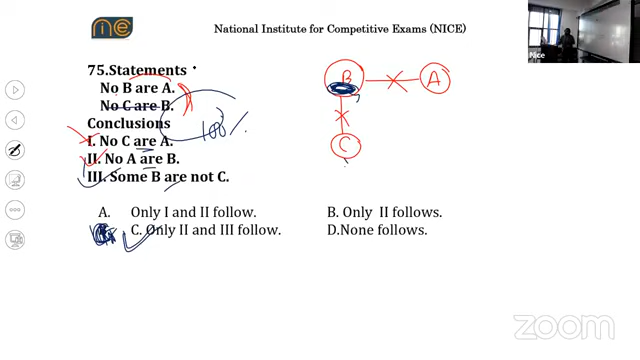 nie
National Institute for Competitive Exams (NICE)
Nice
75.Statements
No B are A.
No C are B.
Conclusions
I. No C are A.
II. No A are B.
III. Some B are not C.
100%
B
A
C
A. Only I and II follow.
B. Only II follows.
C. Only II and III follow.
D.None follows.
zoom